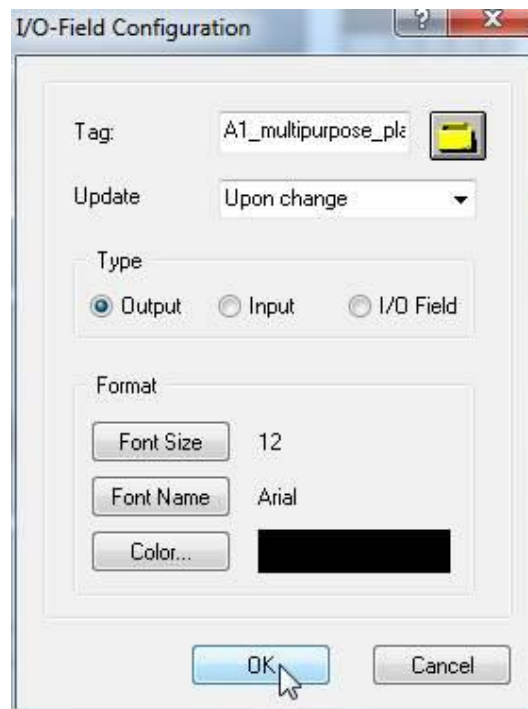 I/O-Field Configuration
? X
Tag: A1_multipurpose_pla
Update Upon change
Type
Output Input I/O Field
Format
Font Size 12
Font Name Arial
Color...
OK Cancel